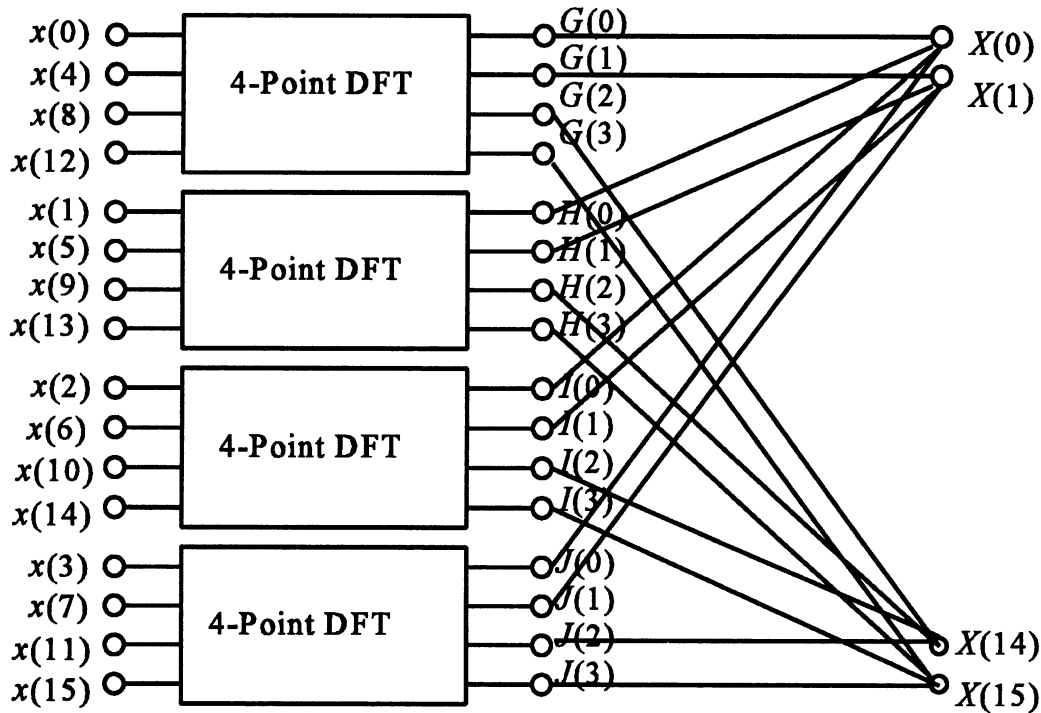 x(0)
x(4)
x(8)
x(12)
4-Point DFT
G(0)
G(1)
G(2)
G(3)
x(1)
x(5)
x(9)
x(13)
4-Point DFT
H(0)
H(1)
H(2)
H(3)
x(2)
x(6)
x(10)
x(14)
4-Point DFT
I(0)
I(1)
I(2)
I(3)
x(3)
x(7)
x(11)
x(15)
4-Point DFT
J(0)
J(1)
J(2)
J(3)
X(0)
X(1)
X(14)
X(15)